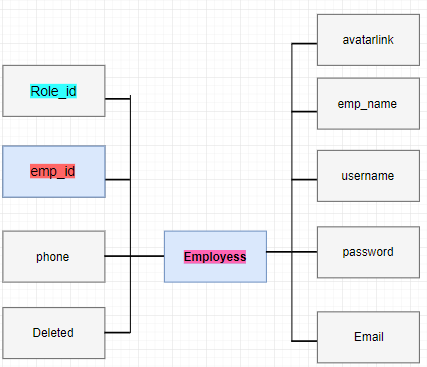 avatarlink
Role_id
emp_name
emp_id
username
phone
Employess
password
Deleted
Email